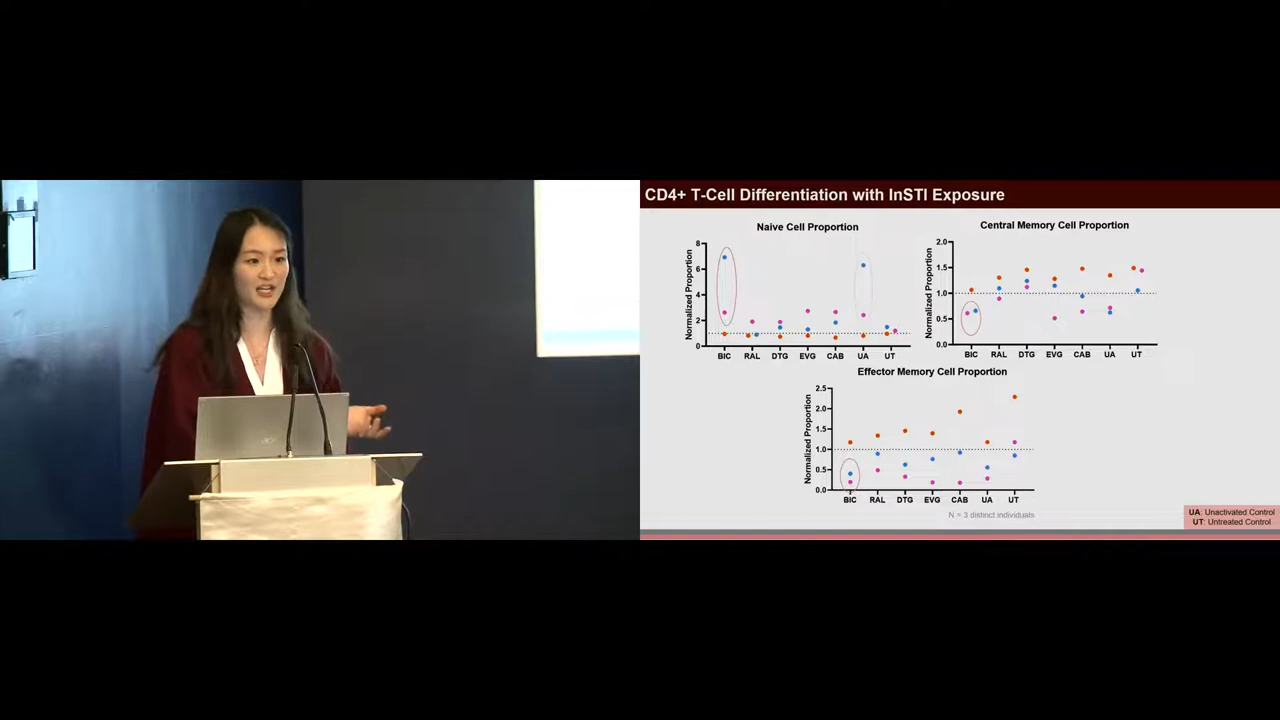 CD4+ T-Cell Differentiation with InSTI Exposure
Naive Cell Proportion
Normalized Proportion
8
6
4
2
0
BIC RAL DTG EVG CAB UA UT
Central Memory Cell Proportion
Normalized Proportion
2.0
1.5
1.0
0.5
0.0
BIC RAL DTG EVG CAB UA UT
Effector Memory Cell Proportion
Normalized Proportion
2.5
2.0
1.5
1.0
0.5
0.0
BIC RAL DTG EVG CAB UA UT
N = 3 distinct individuals
UA: Unactivated Control
UT: Untreated Control
acer